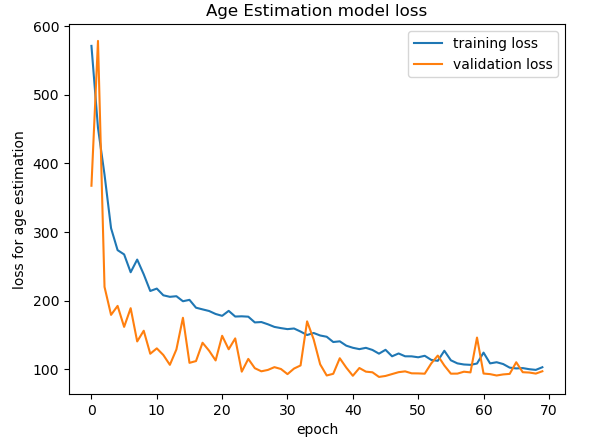 Age Estimation model loss
training loss
validation loss
600
500
400
300
200
100
loss for age estimation
0 10 20 30 40 50 60 70
epoch